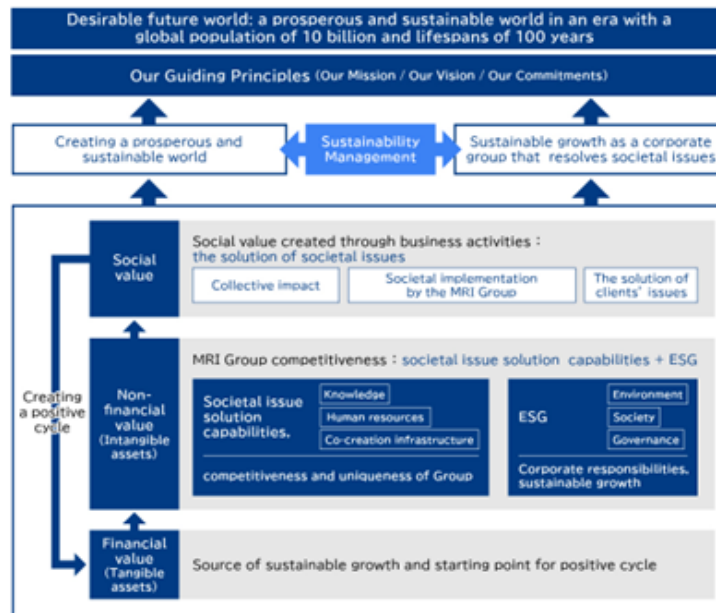 Desirable future world: a prosperous and sustainable world in an era with a
global population of 10 billion and lifespans of 100 years
Our Guiding Principles (Our Mission / Our Vision / Our Commitments)
Creating a prosperous and
sustainable world
Sustainability
Management
Sustainable growth as a corporate
group that resolves societal issues
Social
value
Social value created through business activities :
the solution of societal issues
Collective impact
Societal implementation
by the MRI Group
The solution of
clients' issues
Creating
a positive
cycle
Non-
financial
value
(Intangible
assets)
MRI Group competitiveness : societal issue solution capabilities + ESG
Societal issue
solution
capabilities.
Knowledge
Human resources
Co-creation infrastructure
competitiveness and uniqueness of Group
ESG
Environment
Society
Governance
Corporate responsibilities.
sustainable growth
Financial
value
(Tangible
assets)
Source of sustainable growth and starting point for positive cycle